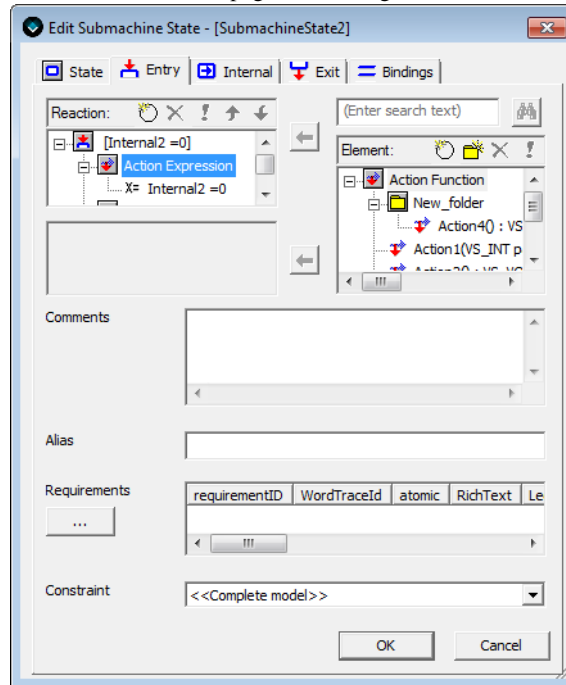 Edit Submachine State - [SubmachineState2]
State Entry Internal Exit Bindings
Reaction:
(Enter search text)
[Internal2 =0]
Element:
Action Expression
Action Function
X= Internal2 =0
New_folder
Action4() : VS
Action1(VS_INT p
Comments
Alias
Requirements
requirementID WordTraceId atomic RichText Le
...
Constraint
<<Complete model>>
OK Cancel